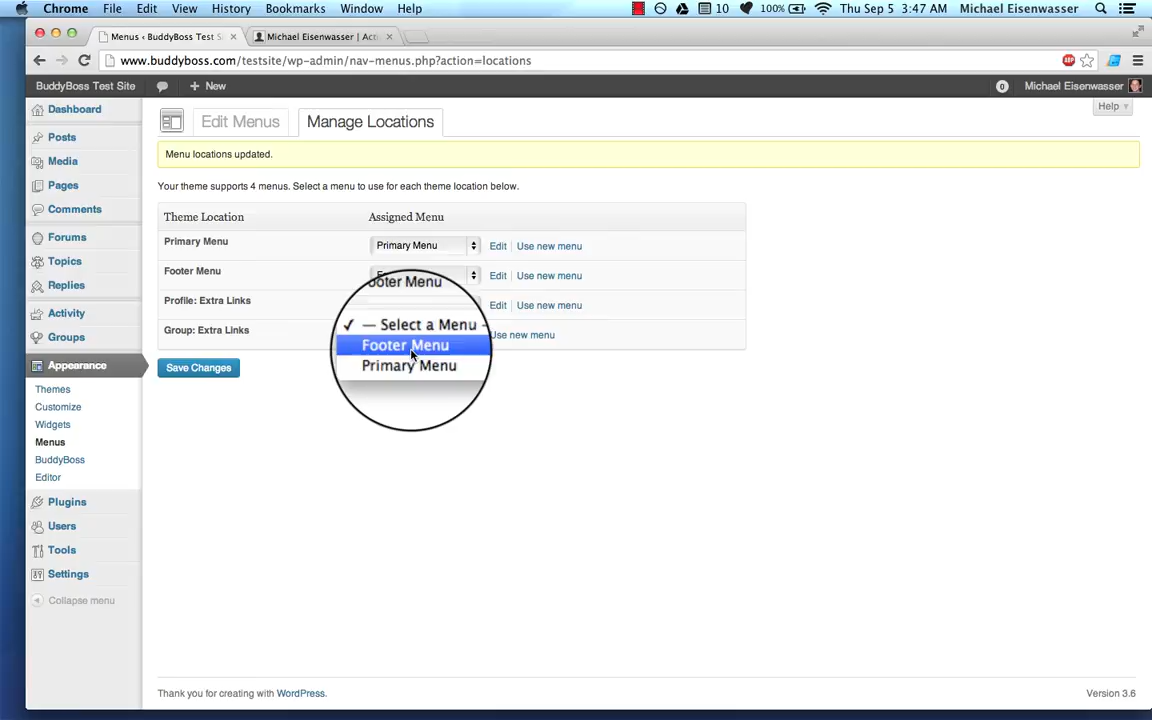 Chrome File Edit View History Bookmarks Window Help 10 100% Thu Sep 5 3:47 AM Michael Eisenwasser
Menus ‹ BuddyBoss Test S Michael Eisenwasser | Acti
www.buddyboss.com/testsite/wp-admin/nav-menus.php?action=locations
BuddyBoss Test Site + New 0 Michael Eisenwasser
Help
Dashboard
Posts
Media
Pages
Comments
Forums
Topics
Replies
Activity
Groups
Appearance
Themes
Customize
Widgets
Menus
BuddyBoss
Editor
Plugins
Users
Tools
Settings
Collapse menu
Edit Menus Manage Locations
Menu locations updated.
Your theme supports 4 menus. Select a menu to use for each theme location below.
Theme Location Assigned Menu
Primary Menu Primary Menu Edit | Use new menu
Footer Menu ooter Menu Edit | Use new menu
Profile: Extra Links Edit | Use new menu
Group: Extra Links Use new menu
✓ — Select a Menu -
Footer Menu
Primary Menu
Save Changes
Thank you for creating with WordPress. Version 3.6